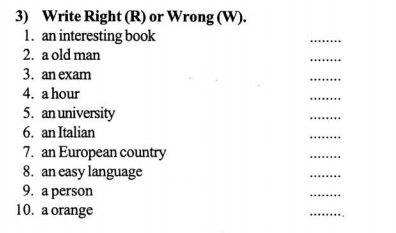 3) Write Right (R) or Wrong (W).
1. an interesting book ........
2. a old man ........
3. an exam ........
4. a hour ........
5. an university ........
6. an Italian ........
7. an European country ........
8. an easy language ........
9. a person ........
10. a orange ........